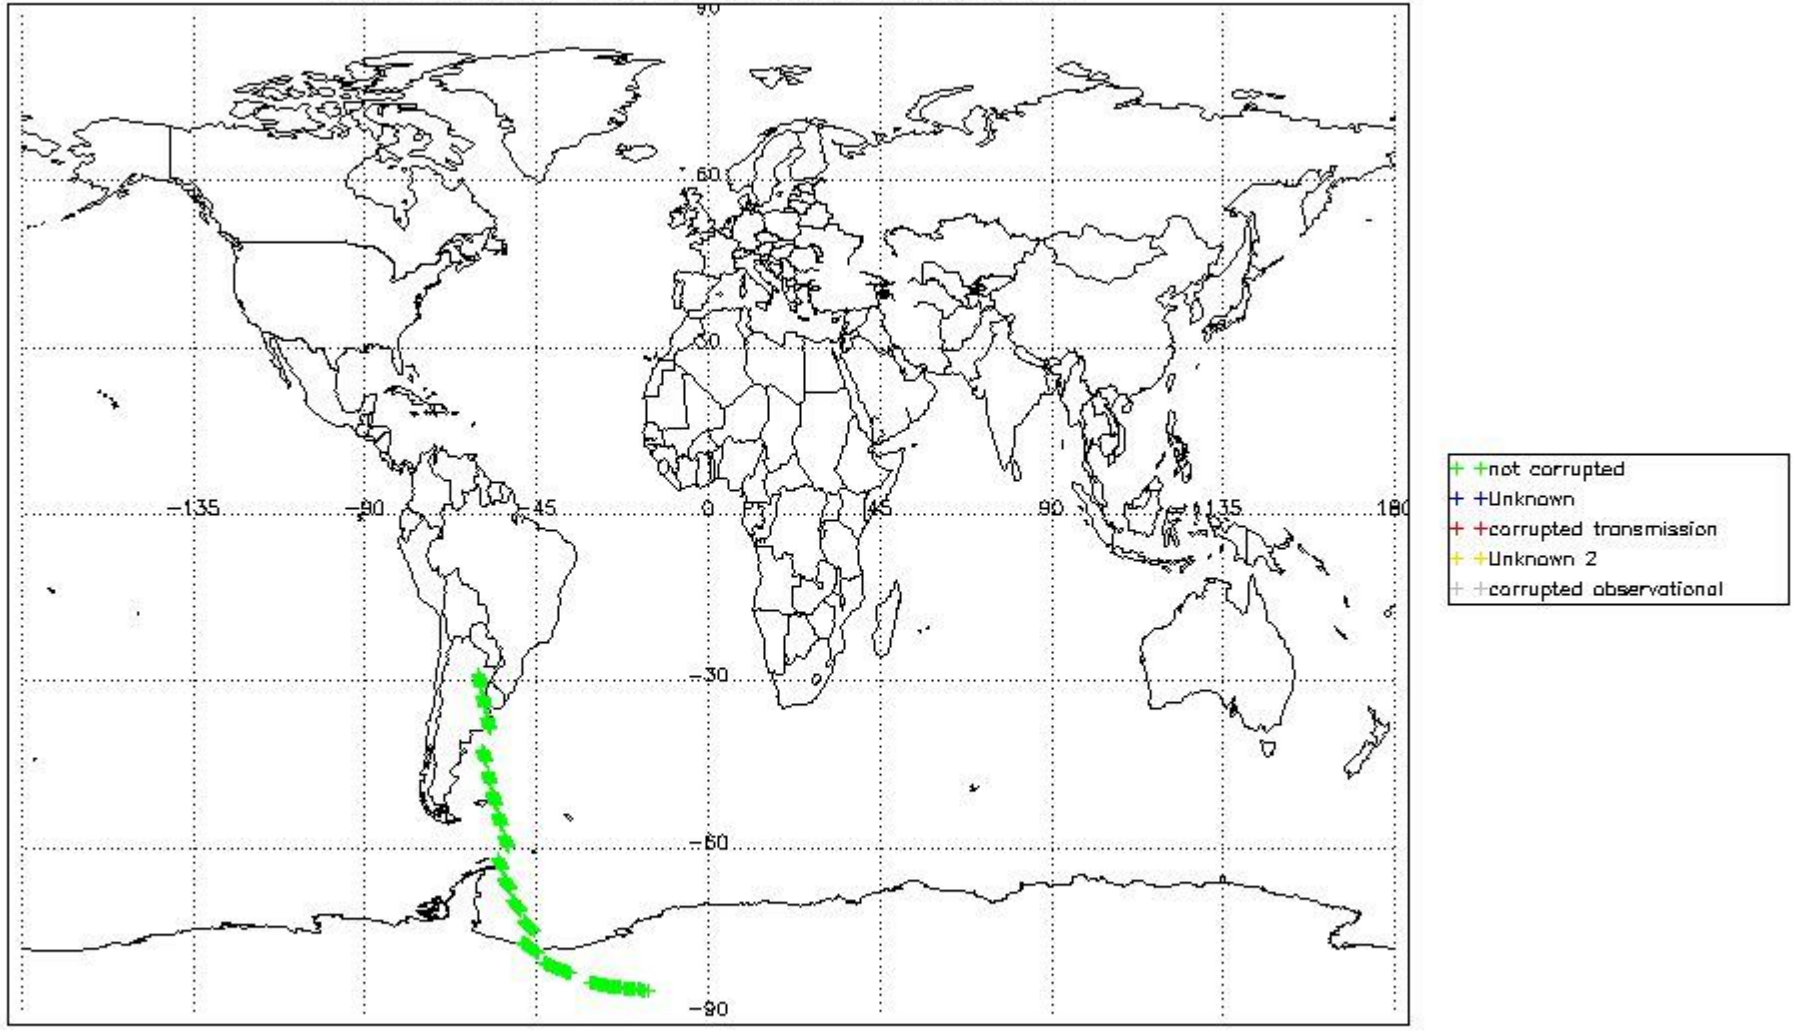 90
60
30
-135
-90
-45
0
45
90
135
180
-30
-60
-90
not corrupted
Unknown
corrupted transmission
Unknown 2
corrupted observational